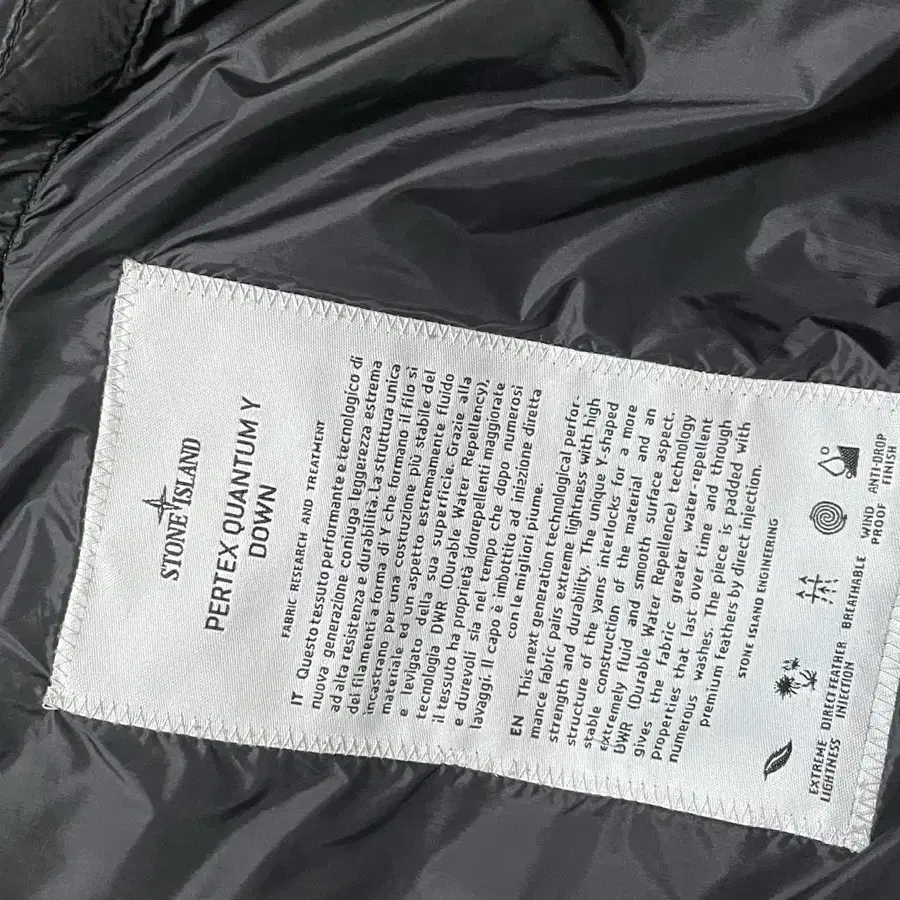 STONE ISLAND
PERTEX QUANTUM Y
DOWN
FABRIC RESEARCH AND TREATMENT
IT Questo tessuto performante e tecnologico di
nuova generazione coniuga leggerezza estrema
ad alta resistenza e durabilità. La struttura unica
dei filamenti a forma di Y che formano il filo si
incastrano per una costruzione più stabile del
materiale ed un aspetto estremamente fluido
e levigato della sua superficie. Grazie alla
tecnologia DWR (Durable Water Repellency),
il tessuto ha proprietà idrorepellenti maggiorate
e durevoli sia nel tempo che dopo numerosi
lavaggi. Il capo è imbottito ad iniezione diretta
con le migliori piume.
EN This next generation technological perfor-
mance fabric pairs extreme lightness with high
strength and durability. The unique Y-shaped
structure of the yarns interlocks for a more
stable construction of the material and an
extremely fluid and smooth surface aspect.
DWR (Durable Water Repellence) technology
gives the fabric greater water-repellent
properties that last over time and through
numerous washes. The piece is padded with
premium feathers by direct injection.
STONE ISLAND ENGINEERING
EXTREME LIGHTNESS
DIRECT FEATHER INJECTION
BREATHABLE
WIND PROOF
ANTI-DROP FINISH